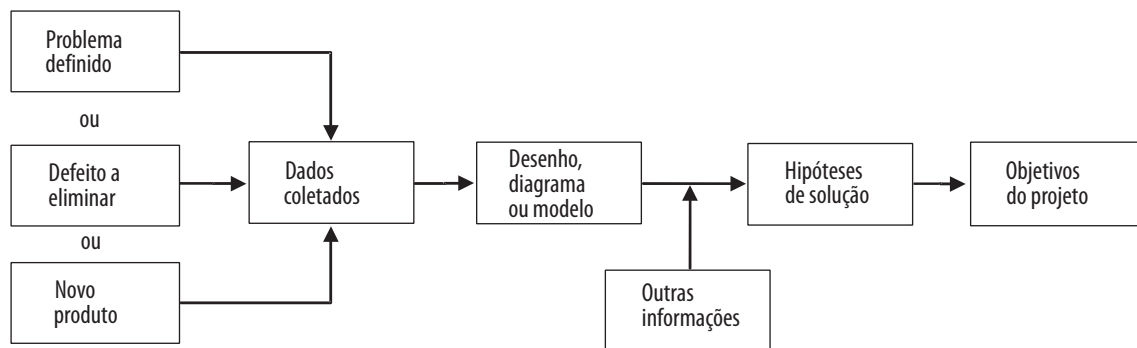 Problema
definido
ou
Defeito a
eliminar
ou
Novo
produto
Dados
coletados
Desenho,
diagrama
ou modelo
Outras
informações
Hipóteses
de solução
Objetivos
do projeto